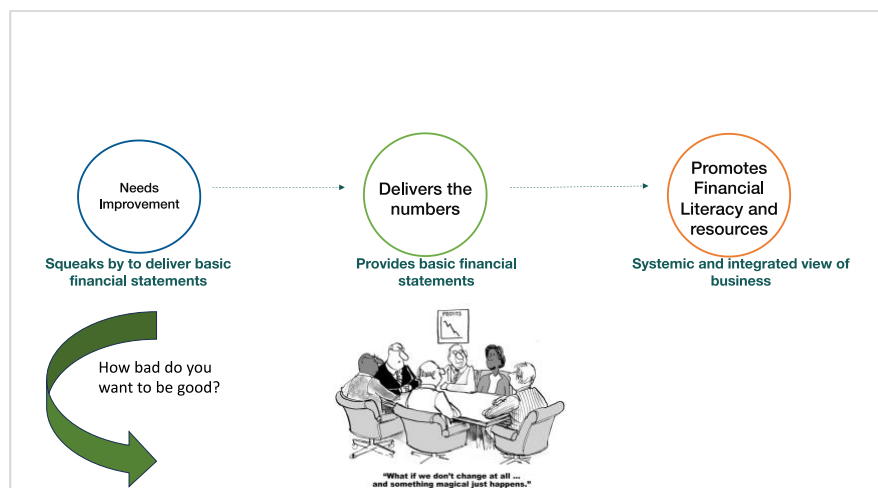 Needs
Improvement
Delivers the
numbers
Promotes
Financial
Literacy and
resources
Squeaks by to deliver basic
financial statements
Provides basic financial
statements
Systemic and integrated view of
business
How bad do you
want to be good?
PROFITS
"What if we don't change at all ...
and something magical just happens."